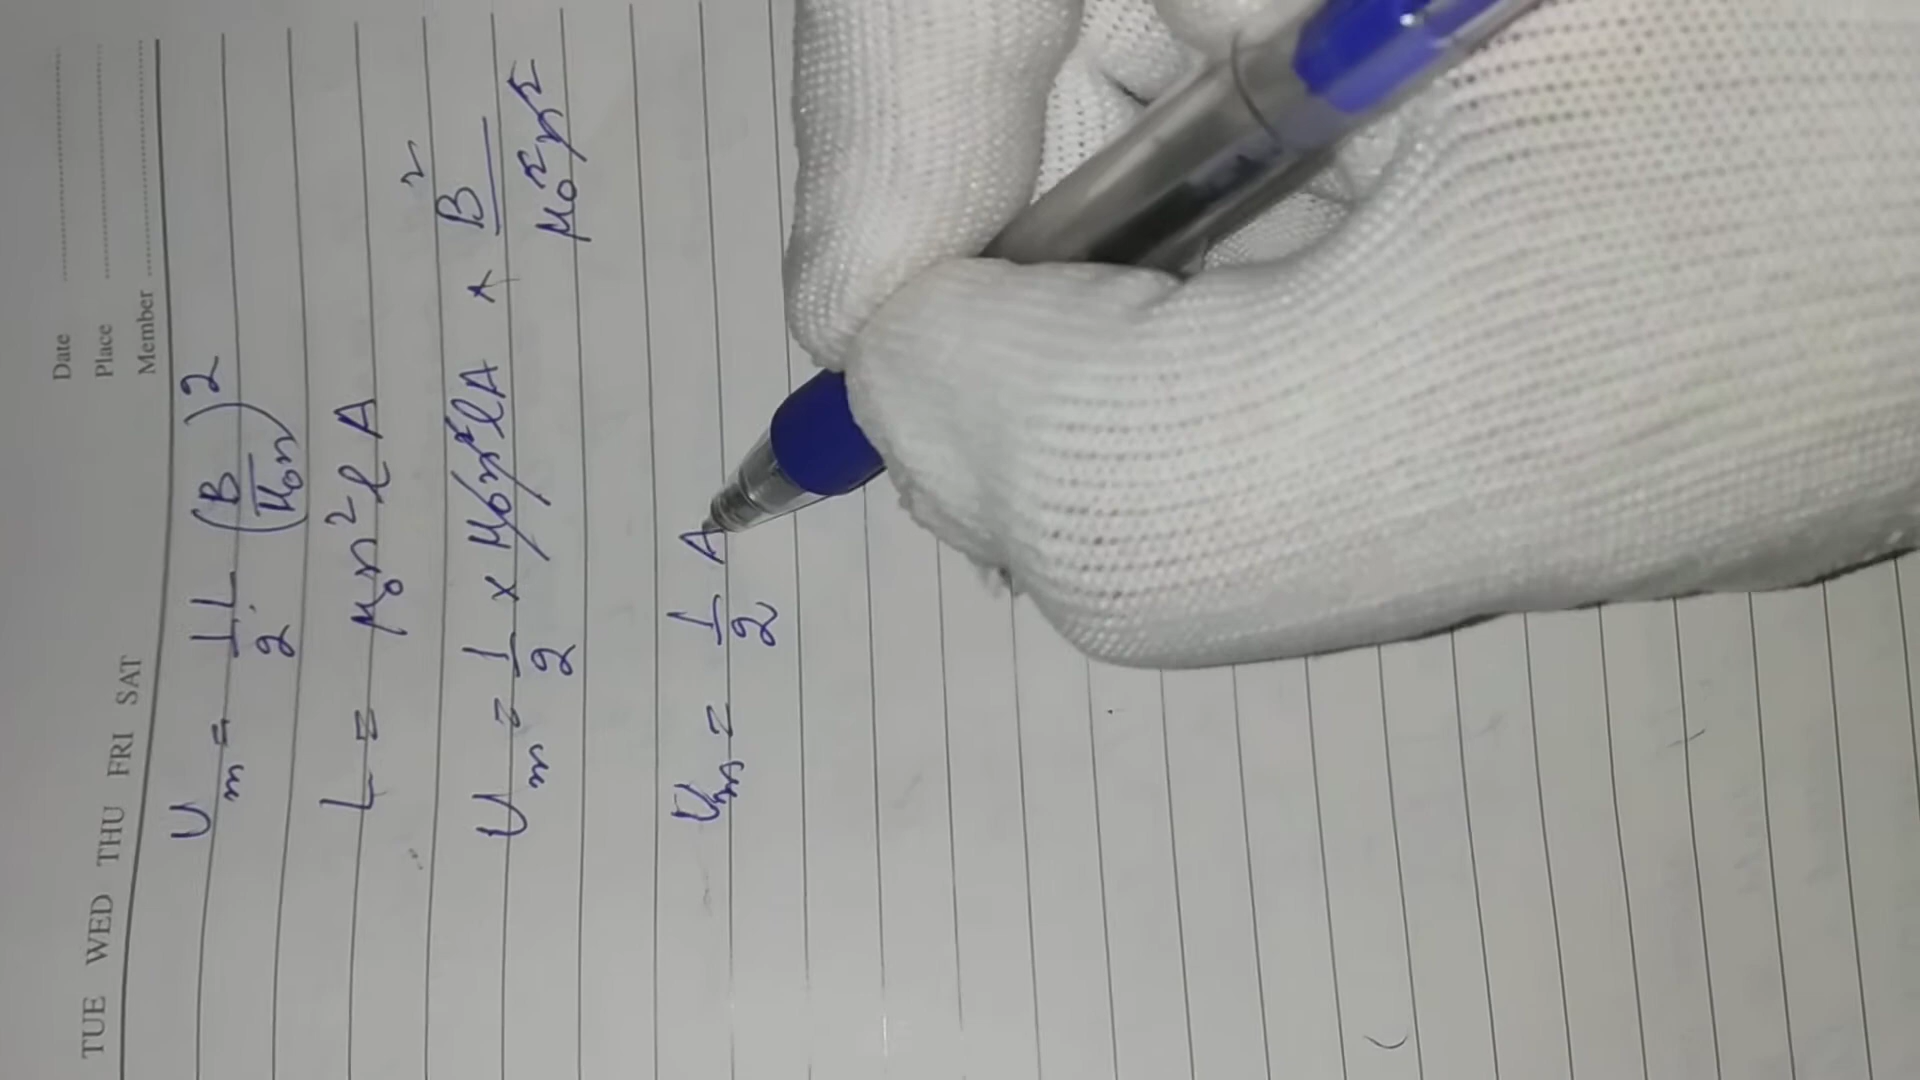 Date
Place
Member
TUE WED THU FRI SAT
U_m = 1/2 L (B/μ₀n)²
L = μ₀n²lA
U_m = 1/2 × μ₀n²lA × B²/μ₀²n²
U_m = 1/2 A